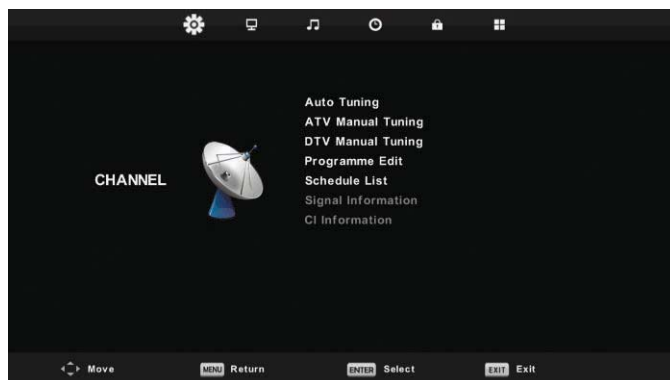 Auto Tuning
ATV Manual Tuning
DTV Manual Tuning
Programme Edit
CHANNEL
Schedule List
Signal Information
CI Information
Move
MENU Return
ENTER Select
EXIT Exit